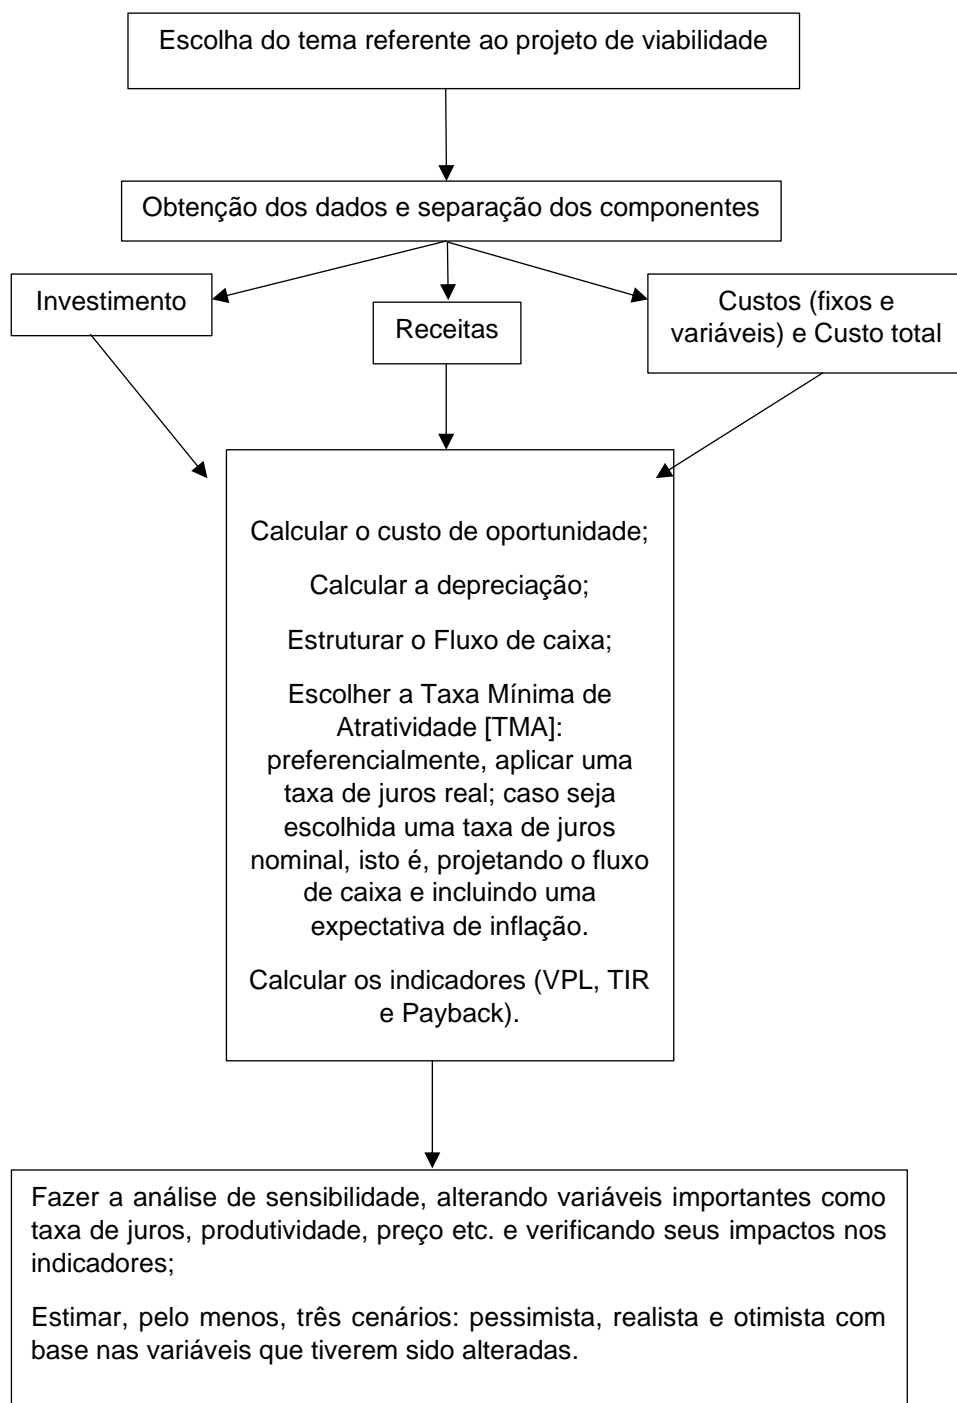 Escolha do tema referente ao projeto de viabilidade
Obtenção dos dados e separação dos componentes
Investimento
Receitas
Custos (fixos e
variáveis) e Custo total
Calcular o custo de oportunidade;
Calcular a depreciação;
Estruturar o Fluxo de caixa;
Escolher a Taxa Mínima de
Atratividade [TMA]:
preferencialmente, aplicar uma
taxa de juros real; caso seja
escolhida uma taxa de juros
nominal, isto é, projetando o fluxo
de caixa e incluindo uma
expectativa de inflação.
Calcular os indicadores (VPL, TIR
e Payback).
Fazer a análise de sensibilidade, alterando variáveis importantes como
taxa de juros, produtividade, preço etc. e verificando seus impactos nos
indicadores;
Estimar, pelo menos, três cenários: pessimista, realista e otimista com
base nas variáveis que tiverem sido alteradas.